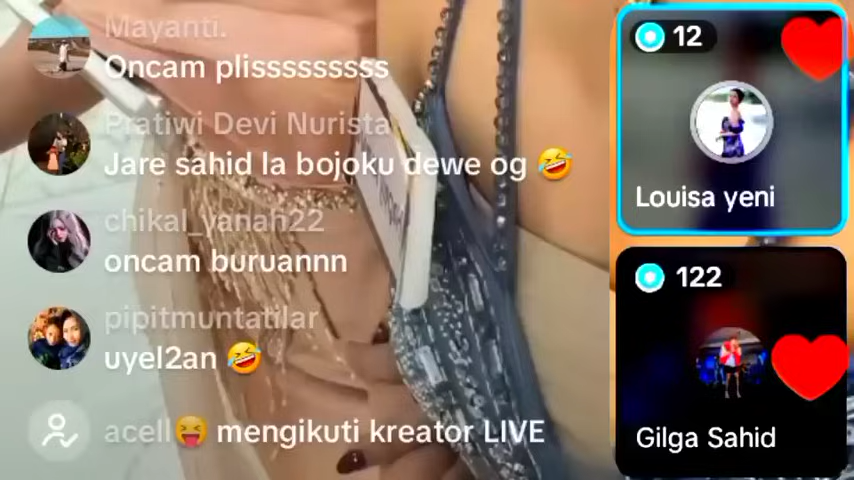 Mayanti.
Oncam plisssssssss
Pratiwi Devi Nurista
Jare sahid la bojoku dewe og 🤣
chikal_yanah22
oncam buruannn
pipitmuntatilar
uyel2an 🤣
acell😝 mengikuti kreator LIVE
12
Louisa yeni
122
Gilga Sahid